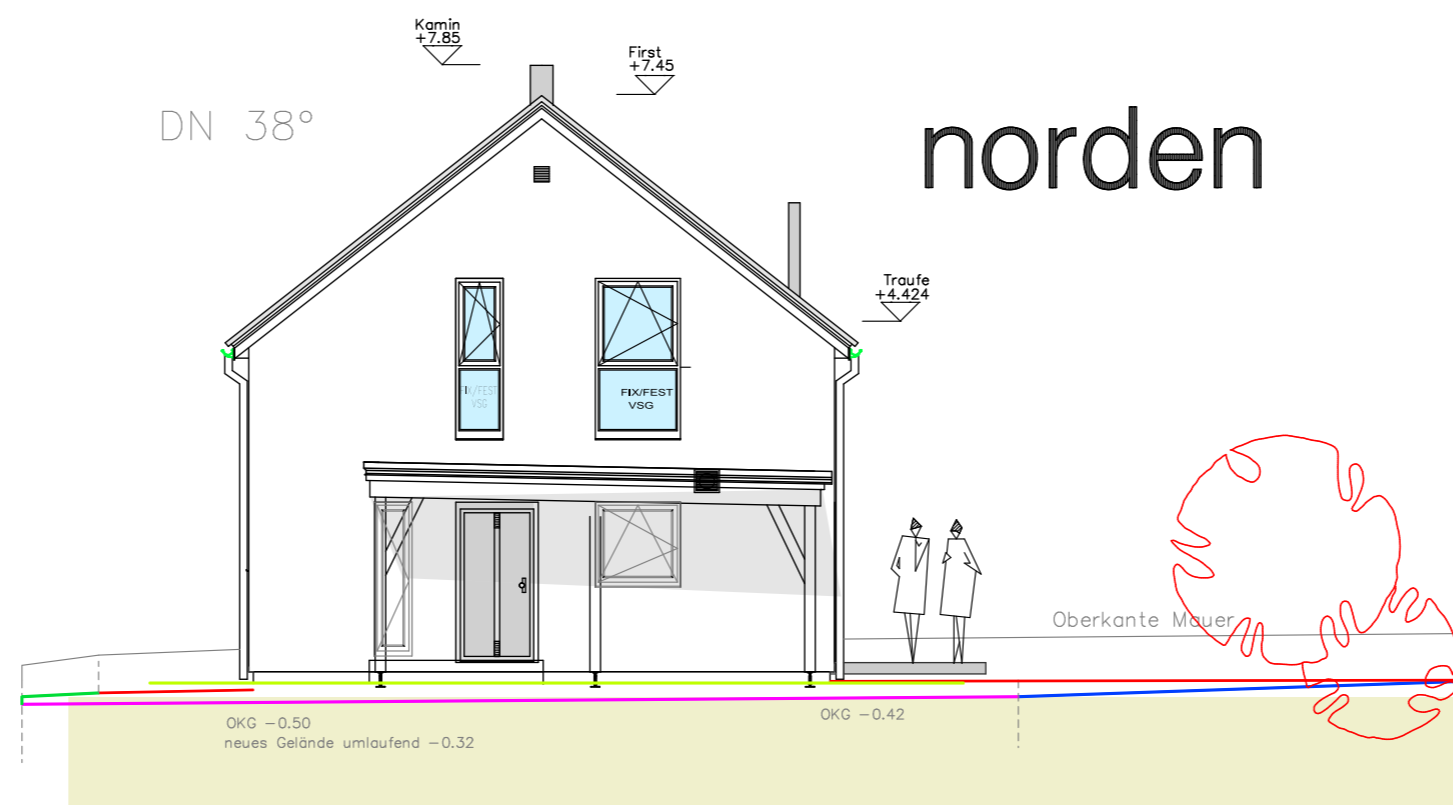 Kamin
+7.85
First
+7.45
DN 38°
norden
Traufe
+4.424
FIX/FEST
VSG
FIX/FEST
VSG
Oberkante Mauer
OKG -0.50
neues Gelände umlaufend -0.32
OKG -0.42